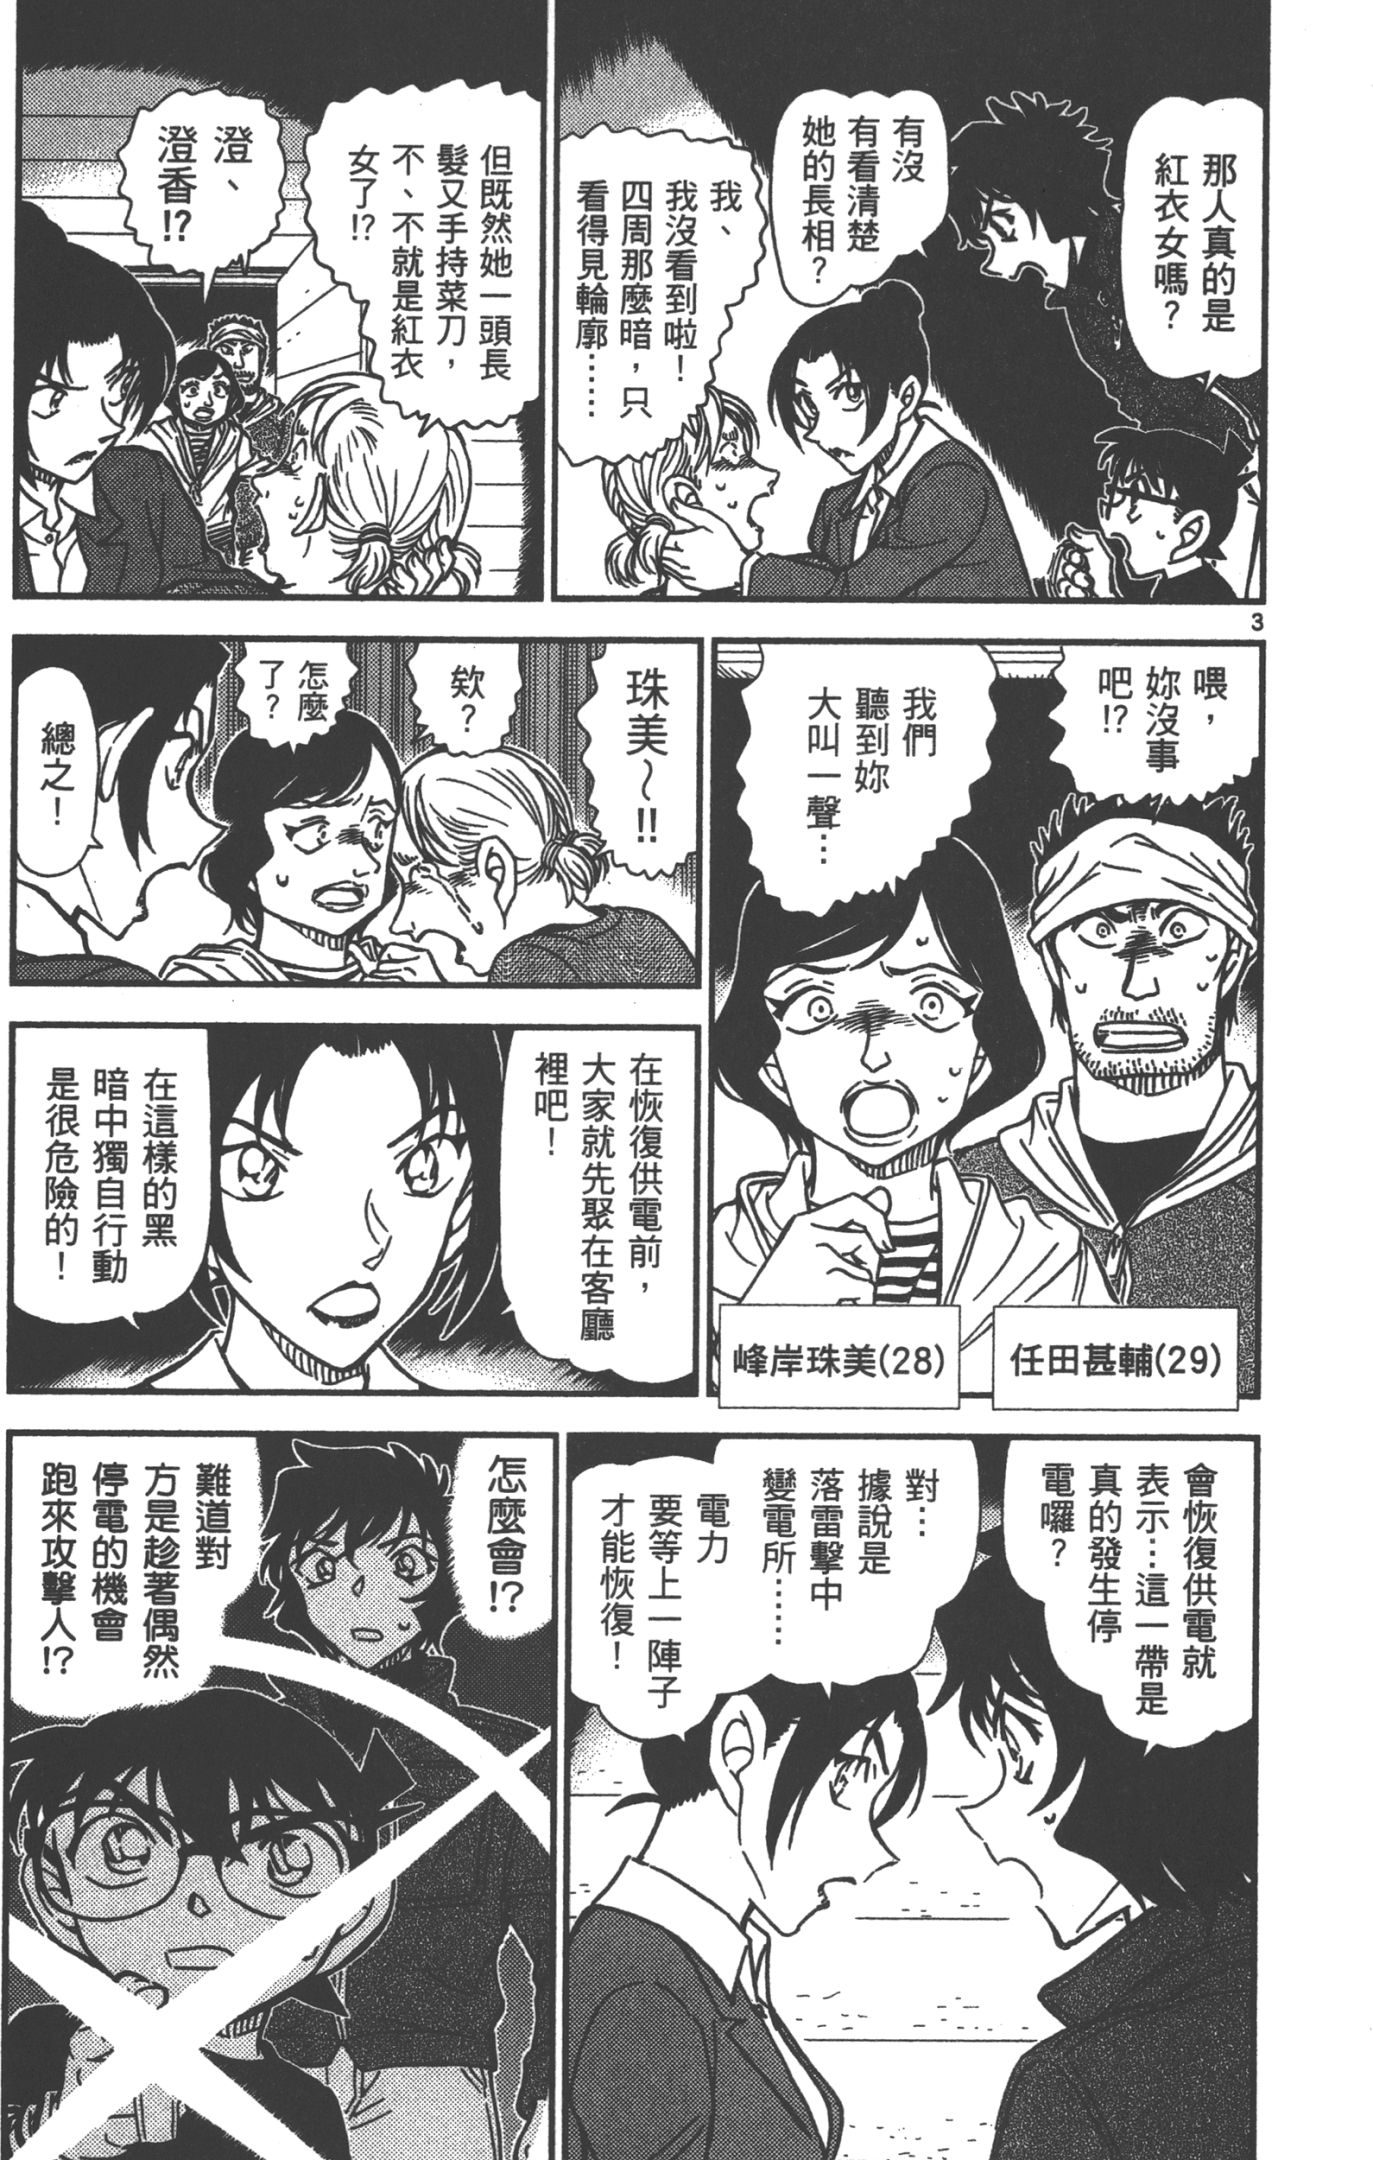 那人真的是
紅衣女嗎？
有沒
有看清楚
她的長相？
我、
我沒看到啦！
四周那麼暗，只
看得見輪廓……
但既然她一頭長
髮又手持菜刀，
不、不就是紅衣
女了!?
澄、
澄香!?
3
喂，
妳沒事
吧!?
我們
聽到妳
大叫一聲…
任田甚輔(29)
峰岸珠美(28)
珠美～!!
欸？
怎麼
了？
總之！
在恢復供電前，
大家就先聚在客廳
裡吧！
在這樣的黑
暗中獨自行動
是很危險的！
會恢復供電就
表示…這一帶是
真的發生停
電囉？
對…
據說是
落雷擊中
變電所……
電力
要等上一陣子
才能恢復！
怎麼會!?
難道對
方是趁著偶然
停電的機會
跑來攻擊人!?